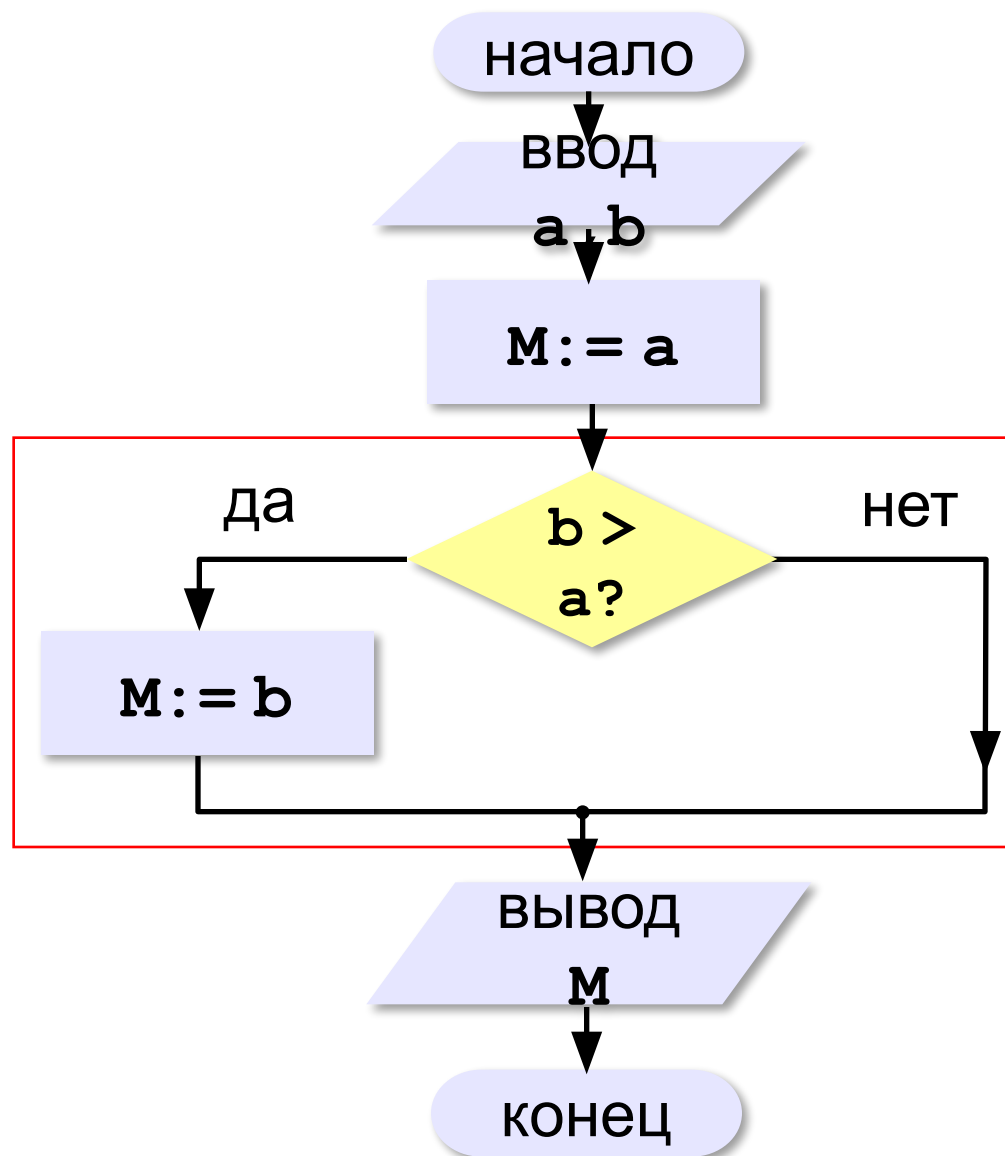 начало
ввод
a,b
M:= a
да
нет
b >
a?
M:= b
вывод
M
конец